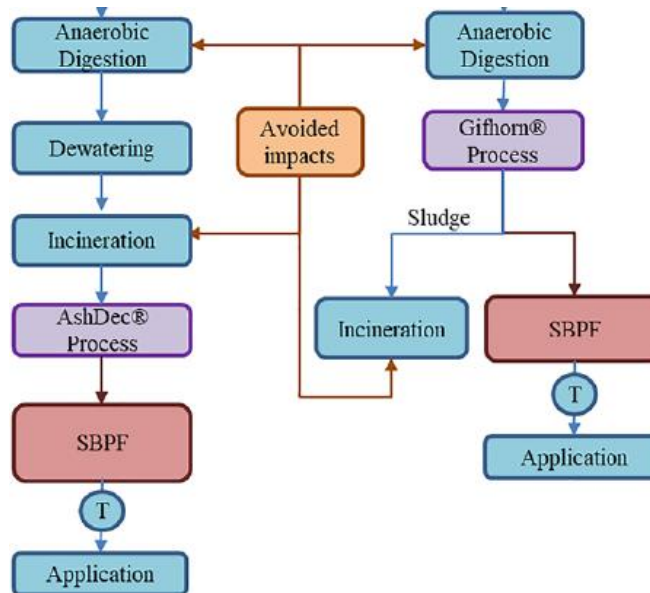 Anaerobic
Digestion
Dewatering
Incineration
AshDec®
Process
SBPF
T
Application
Avoided
impacts
Anaerobic
Digestion
Gifhorn®
Process
Sludge
Incineration
SBPF
T
Application